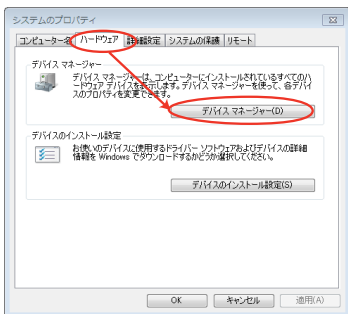 システムのプロパティ
コンピューター名 ハードウェア 詳細設定 システムの保護 リモート
デバイス マネージャー
デバイス マネージャーは、コンピューターにインストールされているすべてのハ
ードウェア デバイスを表示します。デバイス マネージャーを使って、各デバイ
スのプロパティを変更できます。
デバイス マネージャー(D)
デバイスのインストール設定
お使いのデバイスに使用するドライバー ソフトウェアおよびデバイスの詳細
情報を Windows でダウンロードするかどうか選択してください。
デバイスのインストール設定(S)
OK キャンセル 適用(A)